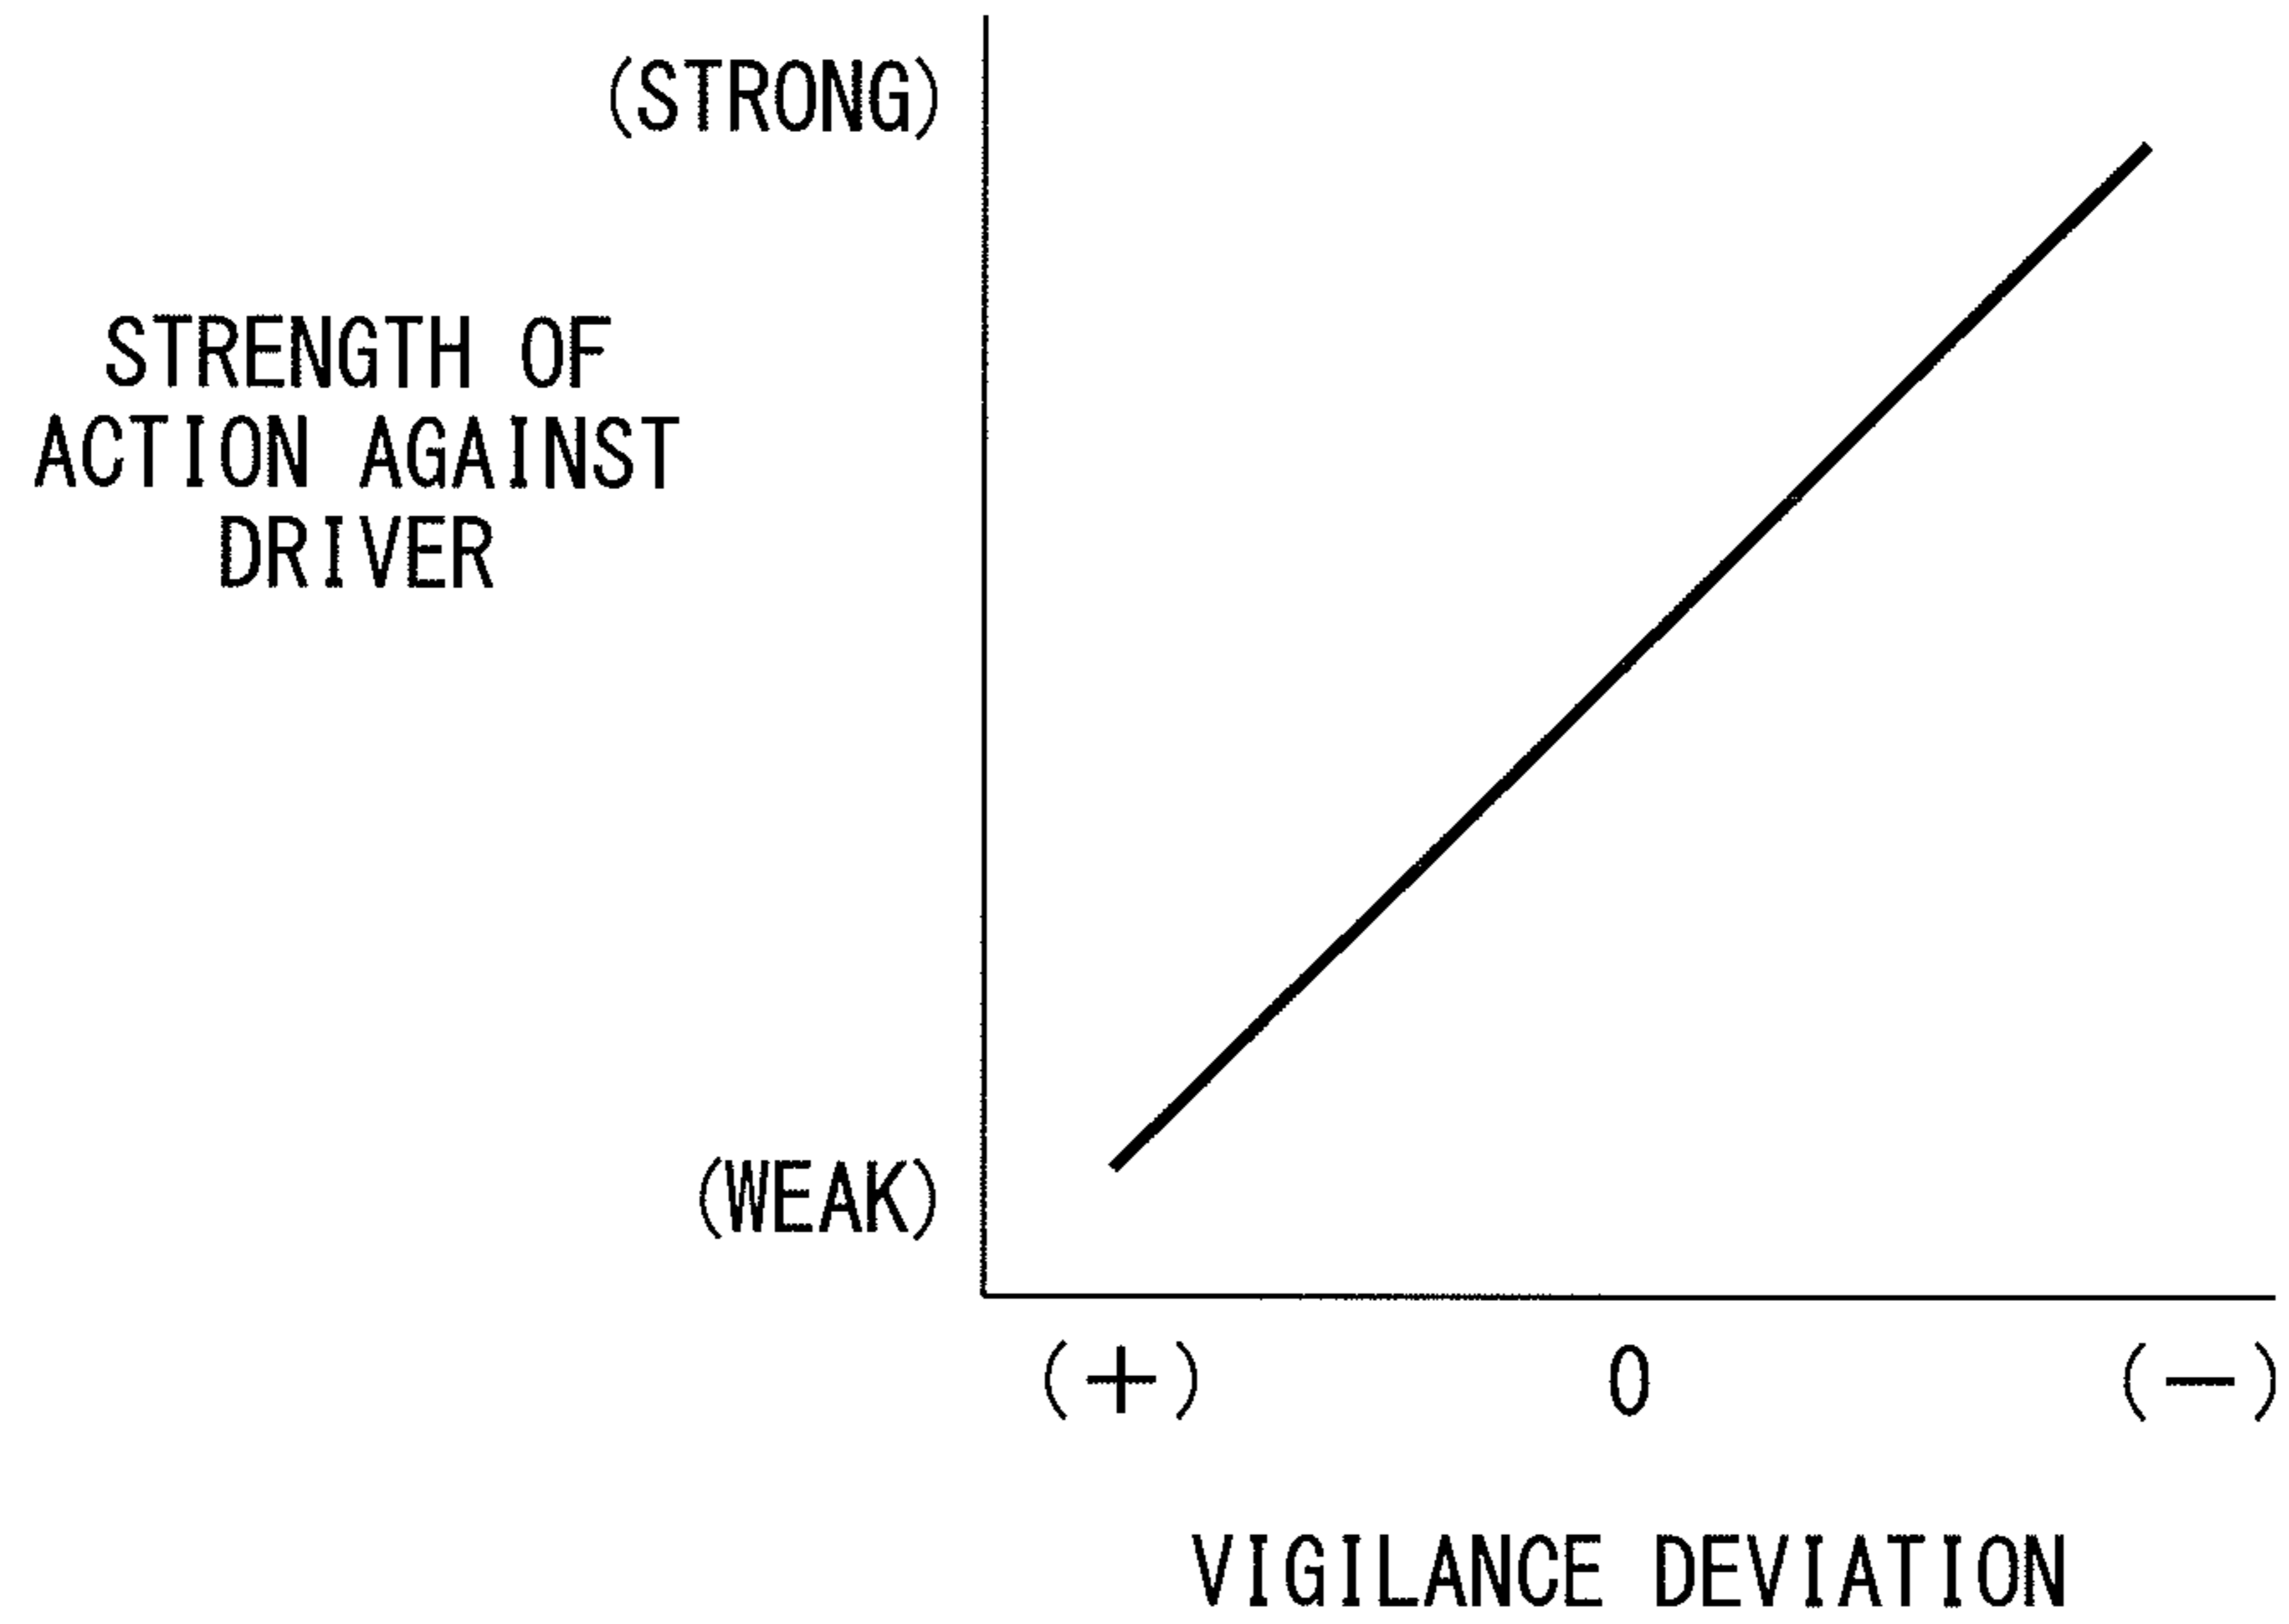 (STRONG)
STRENGTH OF
ACTION AGAINST
DRIVER
(WEAK)
(+)
0
(−)
VIGILANCE DEVIATION